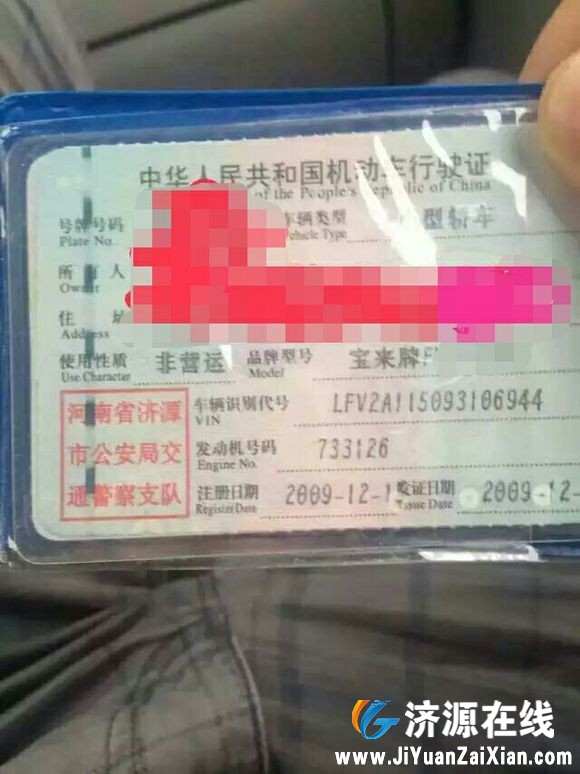 中华人民共和国机动车行驶证
of the People's Republic of China
号牌号码 车辆类型 小型轿车
Plate No. Vehicle Type
所有人
Owner
住址
Address
使用性质 非营运 品牌型号 宝来牌F
Use Character Model
河南省济源
市公安局交
通警察支队
车辆识别代号 LFV2A115093106944
VIN
发动机号码 733126
Engine No.
注册日期 2009-12-1 发证日期 2009-12-
Register Date Issue Date
济源在线
www.JiYuanZaiXian.com